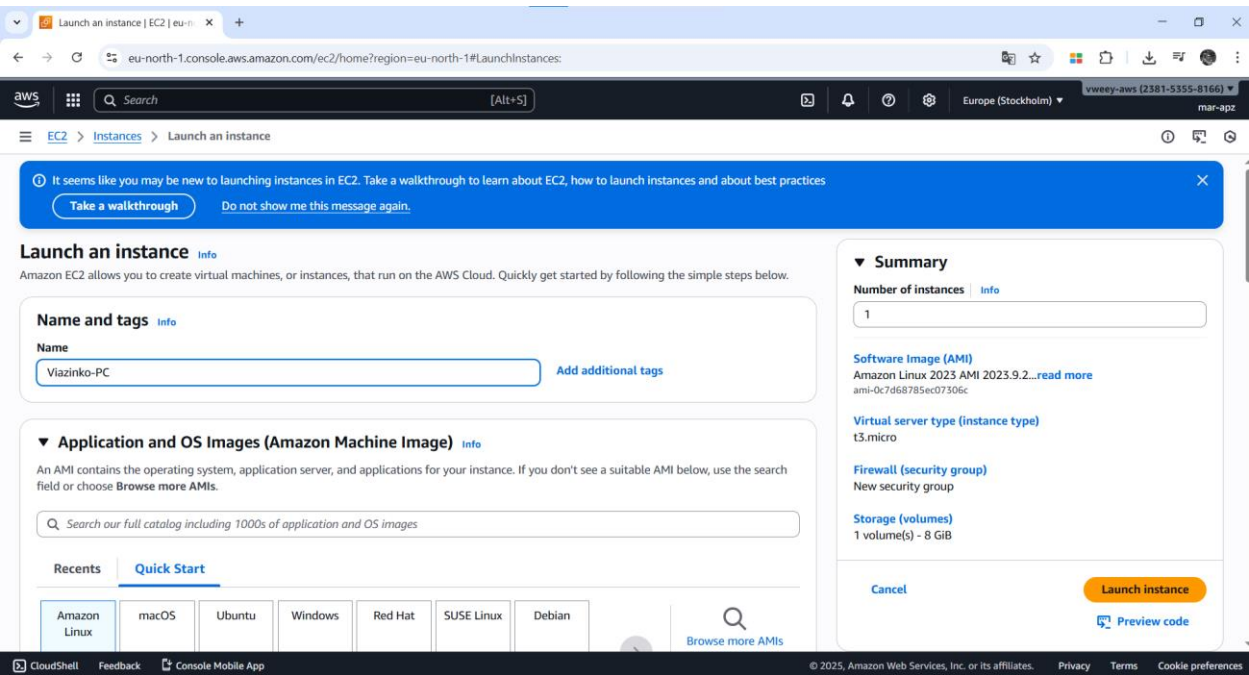 Launch an instance | EC2 | eu-n
eu-north-1.console.aws.amazon.com/ec2/home?region=eu-north-1#LaunchInstances:
aws
Search
[Alt+S]
Europe (Stockholm)
vweey-aws (2381-5355-8166)
mar-apz
EC2 > Instances > Launch an instance
It seems like you may be new to launching instances in EC2. Take a walkthrough to learn about EC2, how to launch instances and about best practices
Take a walkthrough
Do not show me this message again.
Launch an instance Info
Amazon EC2 allows you to create virtual machines, or instances, that run on the AWS Cloud. Quickly get started by following the simple steps below.
Name and tags Info
Name
Viazinko-PC
Add additional tags
Application and OS Images (Amazon Machine Image) Info
An AMI contains the operating system, application server, and applications for your instance. If you don't see a suitable AMI below, use the search
field or choose Browse more AMIs.
Search our full catalog including 1000s of application and OS images
Recents
Quick Start
Amazon
Linux
macOS
Ubuntu
Windows
Red Hat
SUSE Linux
Debian
Browse more AMIs
Summary
Number of instances Info
1
Software Image (AMI)
Amazon Linux 2023 AMI 2023.9.2...read more
ami-0c7d68785ec07306c
Virtual server type (instance type)
t3.micro
Firewall (security group)
New security group
Storage (volumes)
1 volume(s) - 8 GiB
Cancel
Launch instance
Preview code
CloudShell
Feedback
Console Mobile App
© 2025, Amazon Web Services, Inc. or its affiliates.
Privacy
Terms
Cookie preferences